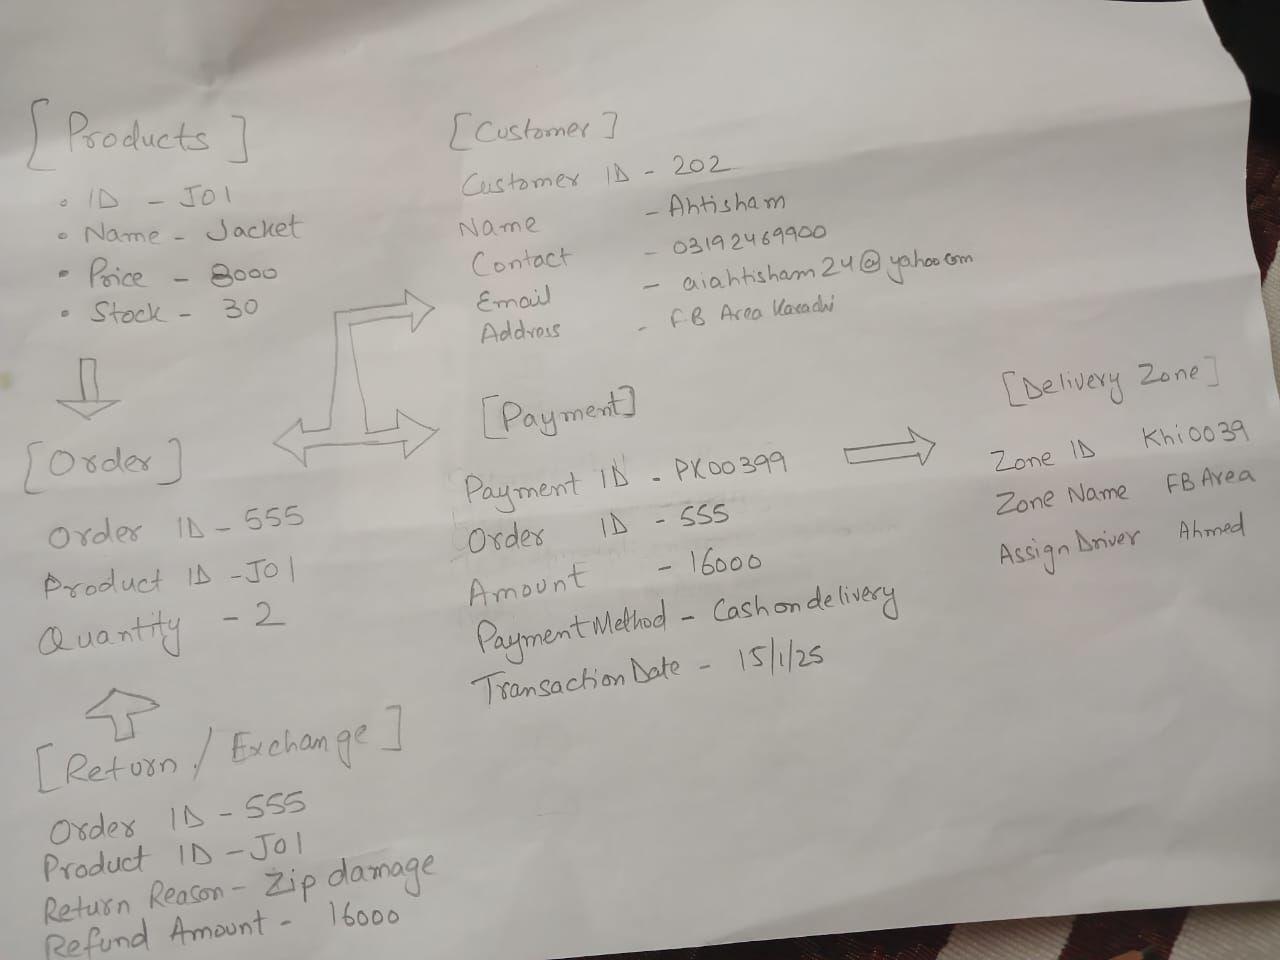 [Products]
• ID - J01
• Name - Jacket
• Price - 8000
• Stock - 30
[Customer]
Customer ID - 202
Name - Ahtisham
Contact - 03192469900
Email - aiahtisham24@yahoo.com
Address - FB Area Karachi
[Order]
Order ID - 555
Product ID - J01
Quantity - 2
[Payment]
Payment ID - PK00399
Order ID - 555
Amount - 16000
Payment Method - Cash on delivery
Transaction Date - 15/1/25
[Delivery Zone]
Zone ID Khi0039
Zone Name FB Area
Assign Driver Ahmed
[Return / Exchange]
Order ID - 555
Product ID - J01
Return Reason - Zip damage
Refund Amount - 16000